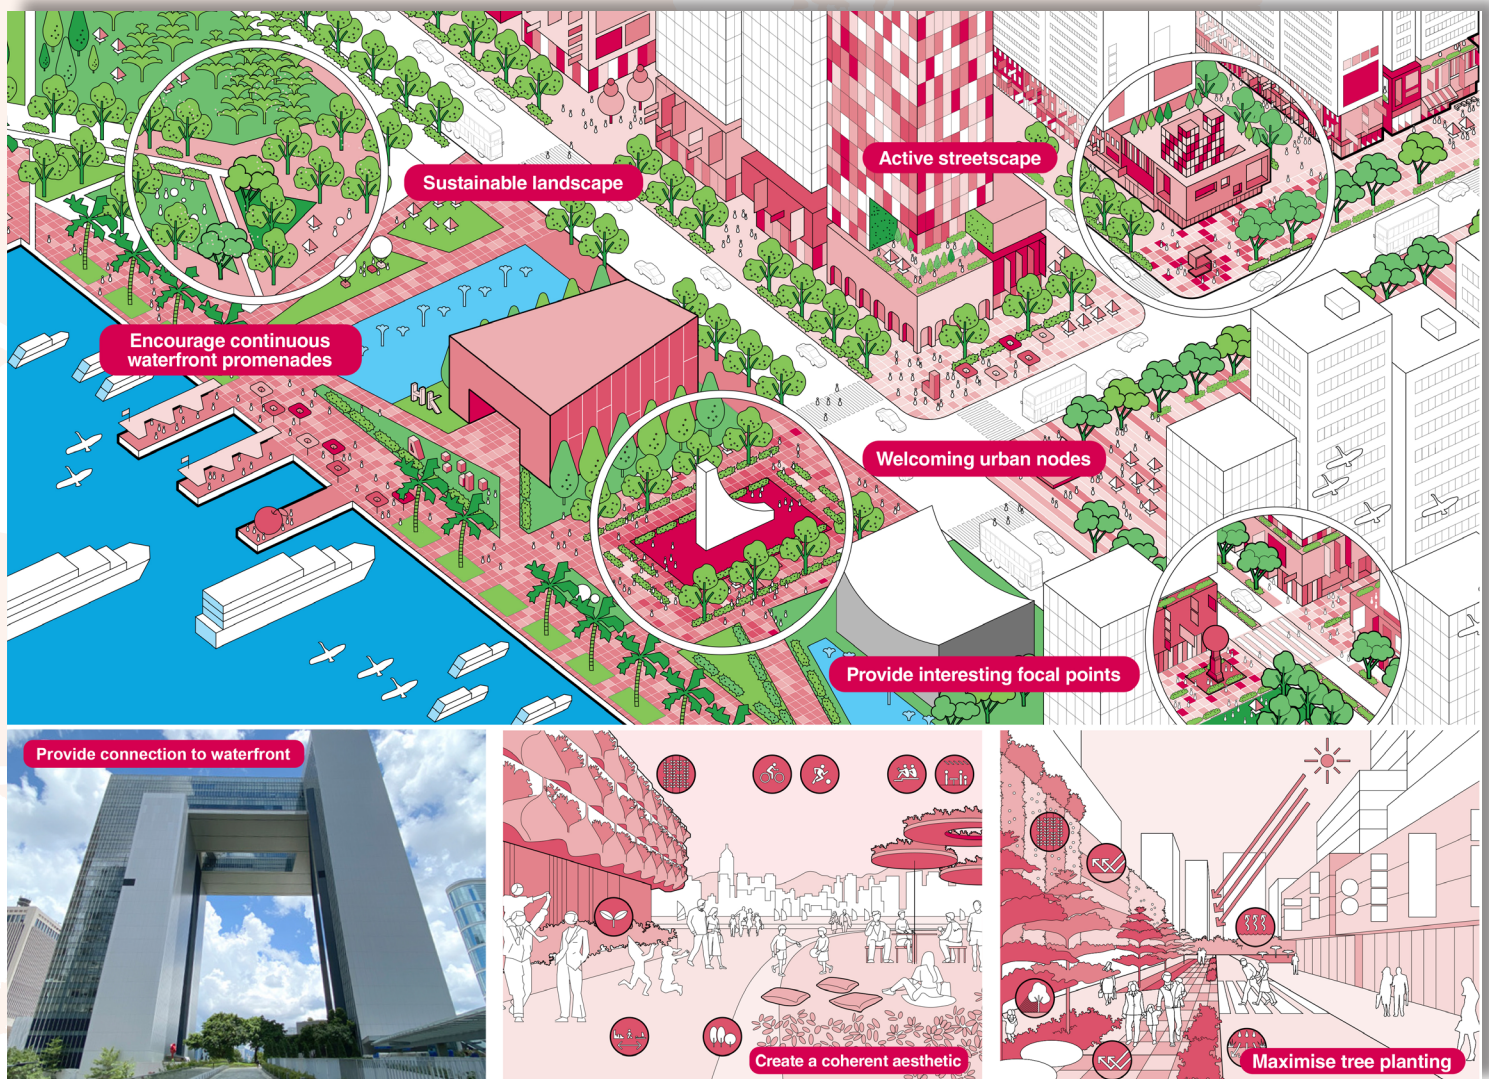 Sustainable landscape
Active streetscape
Encourage continuous
waterfront promenades
HK
Welcoming urban nodes
Provide interesting focal points
Provide connection to waterfront
Create a coherent aesthetic
Maximise tree planting